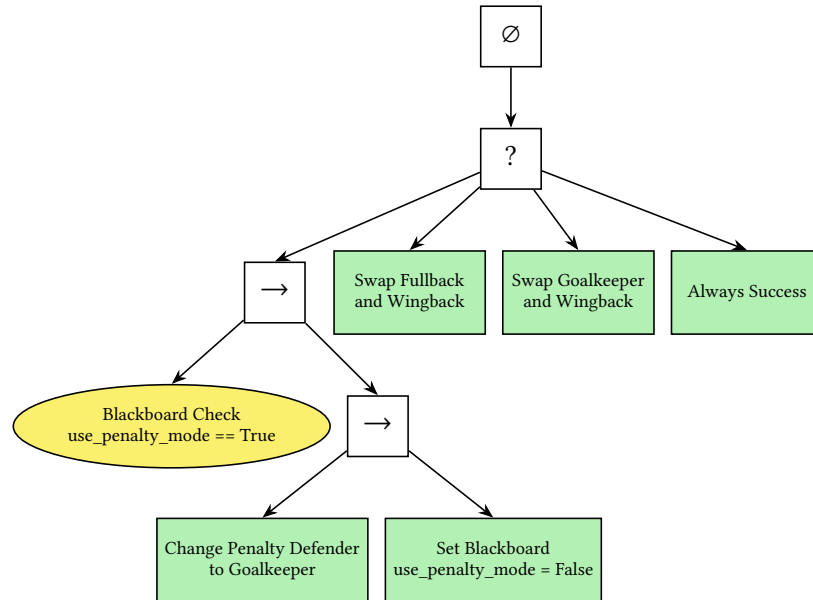 ∅
?
→
Swap Fullback
and Wingback
Swap Goalkeeper
and Wingback
Always Success
Blackboard Check
use_penalty_mode == True
→
Change Penalty Defender
to Goalkeeper
Set Blackboard
use_penalty_mode = False